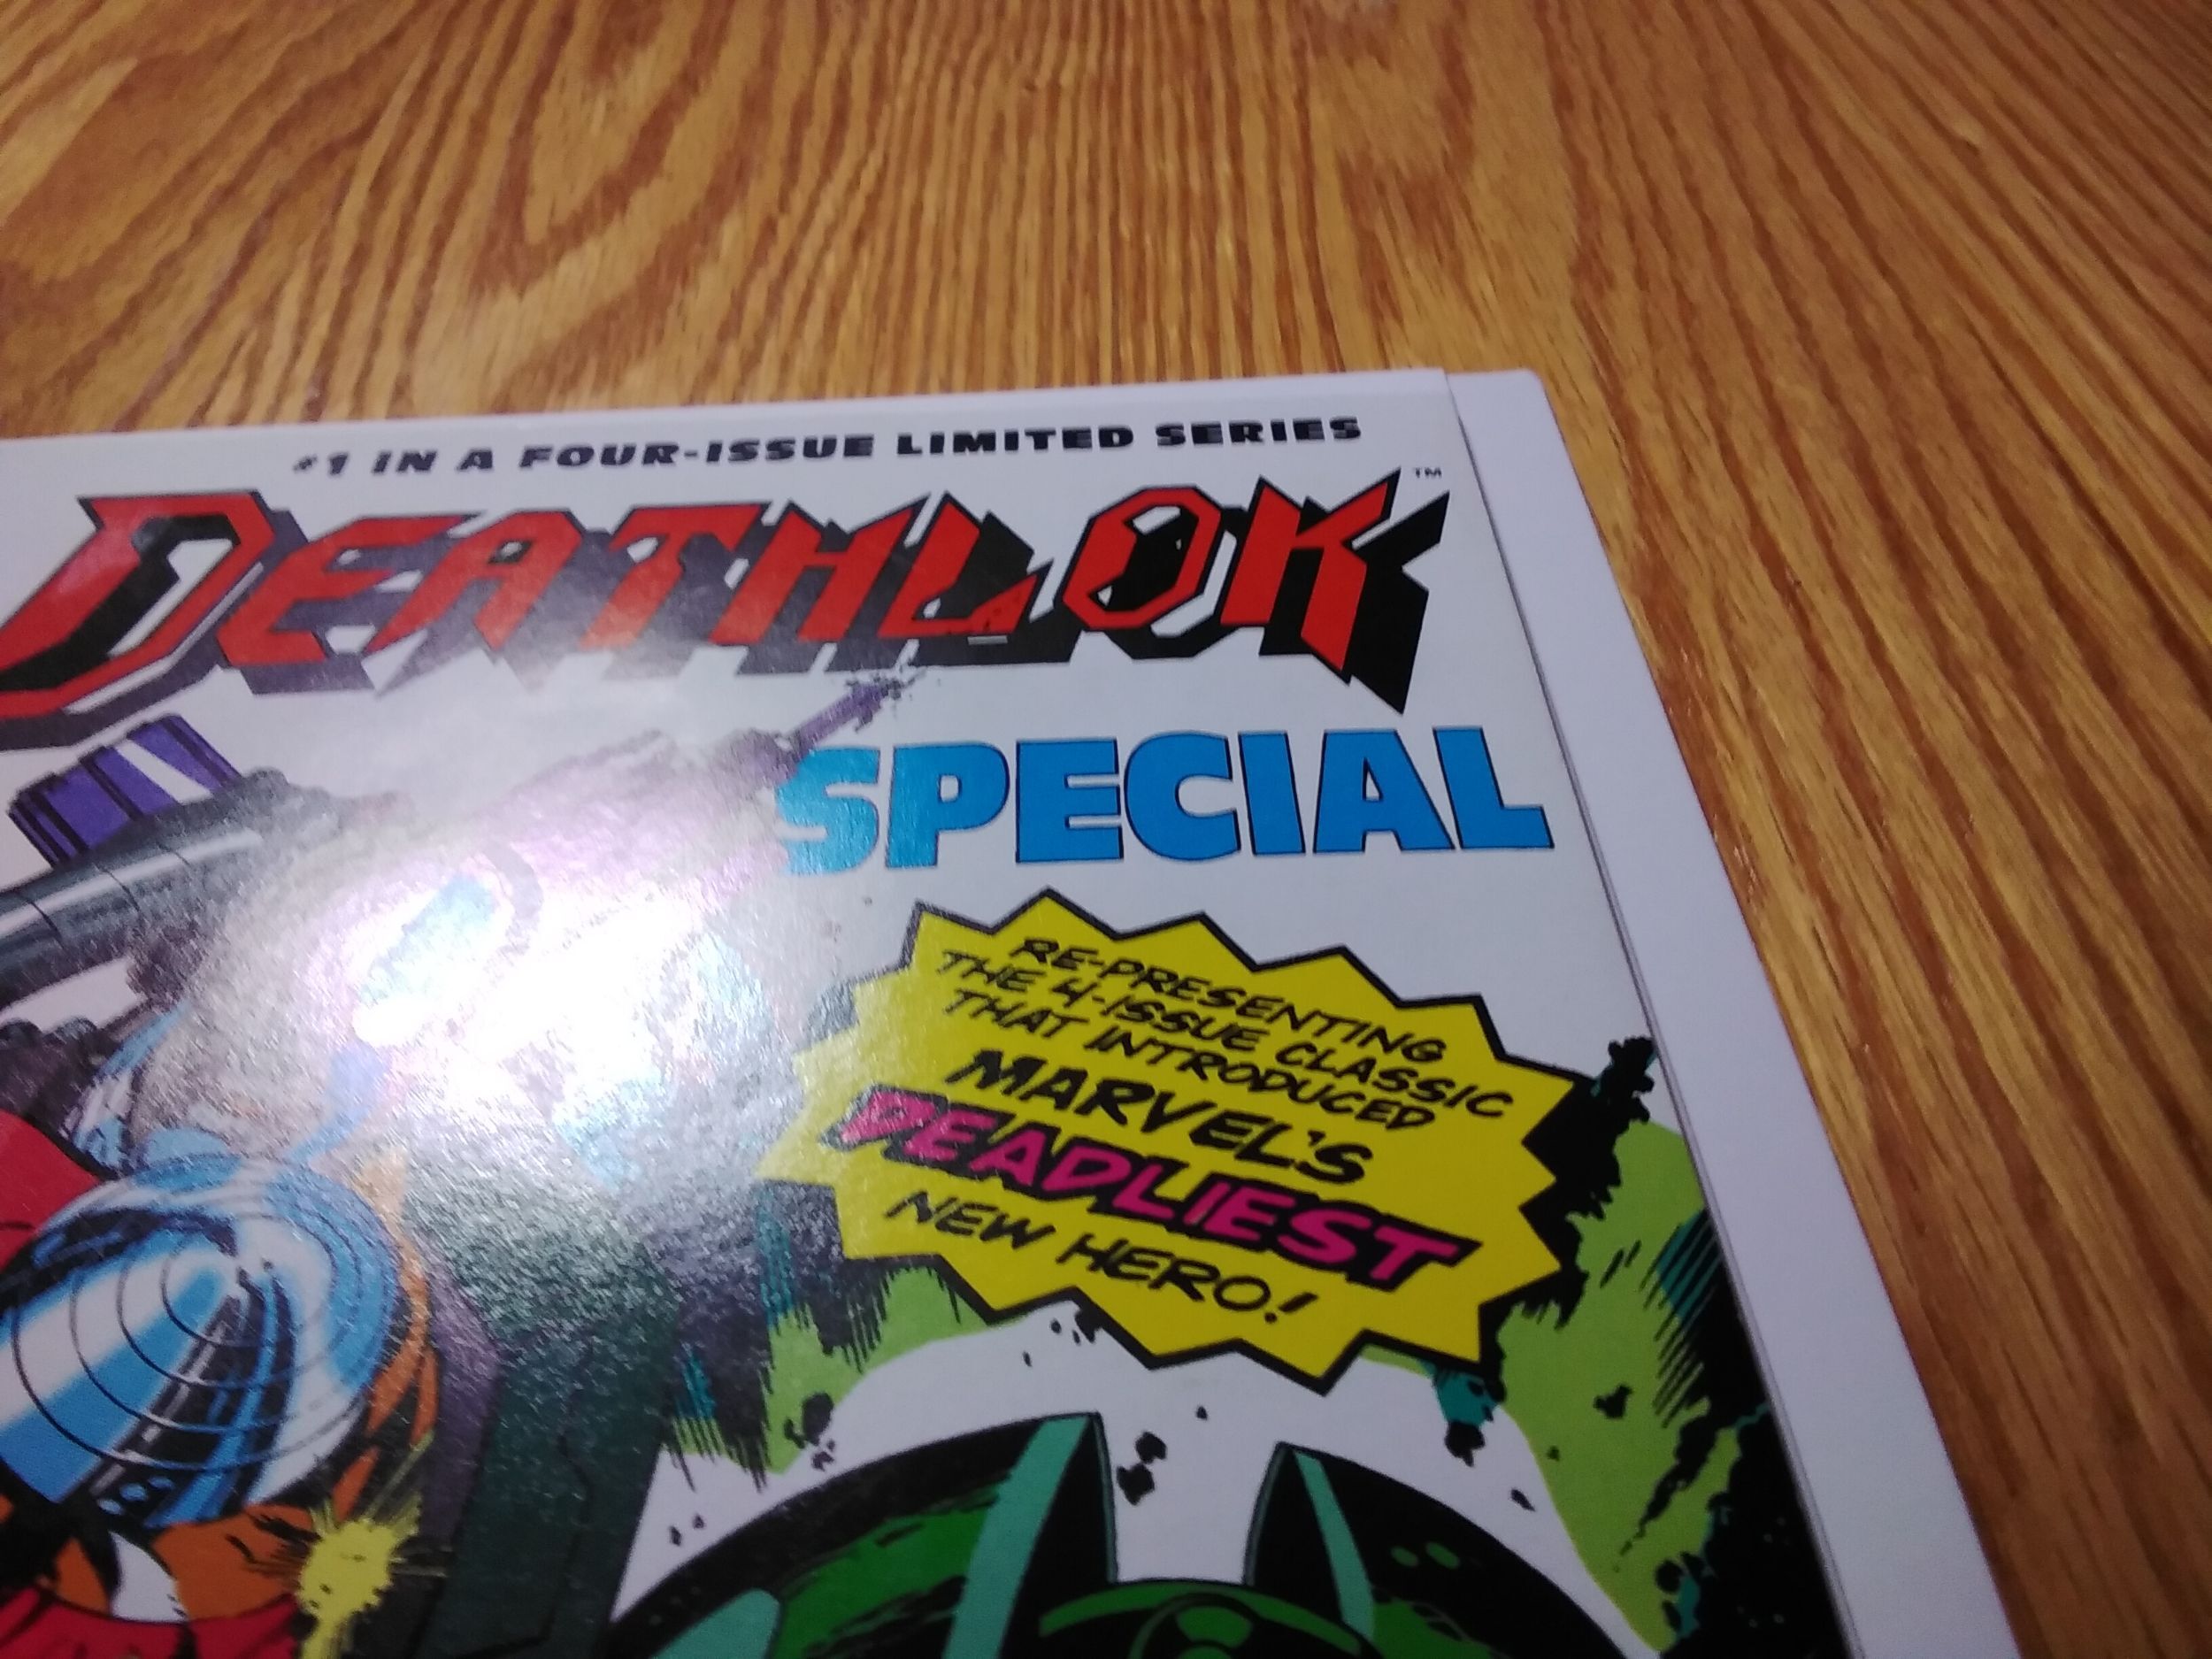 #1 IN A FOUR-ISSUE LIMITED SERIES
DEATHLOK™
SPECIAL
RE-PRESENTING
THE 4-ISSUE CLASSIC
THAT INTRODUCED
MARVEL'S
DEADLIEST
NEW HERO!